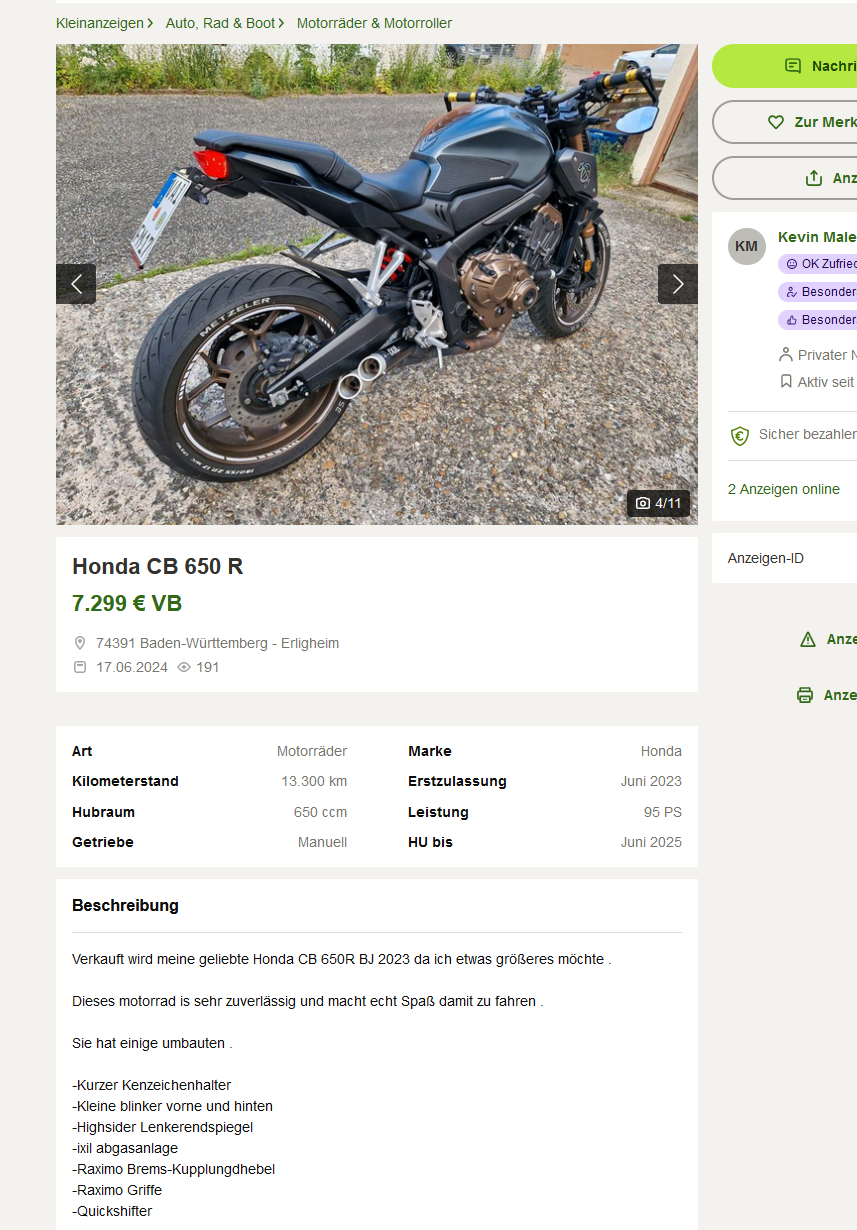 Kleinanzeigen
Auto, Rad & Boot
Motorräder & Motorroller
METZELER
4/11
Honda CB 650 R
7.299 € VB
74391 Baden-Württemberg - Erligheim
17.06.2024
191
Art Motorräder
Marke Honda
Kilometerstand 13.300 km
Erstzulassung Juni 2023
Hubraum 650 ccm
Leistung 95 PS
Getriebe Manuell
HU bis Juni 2025
Beschreibung
Verkauft wird meine geliebte Honda CB 650R BJ 2023 da ich etwas größeres möchte .
Dieses motorrad is sehr zuverlässig und macht echt Spaß damit zu fahren .
Sie hat einige umbauten .
-Kurzer Kenzeichenhalter
-Kleine blinker vorne und hinten
-Highsider Lenkerendspiegel
-ixil abgasanlage
-Raximo Brems-Kupplungdhebel
-Raximo Griffe
-Quickshifter
Nachri
Zur Merk
Anz
KM
Kevin Male
OK Zufried
Besonder
Besonder
Privater N
Aktiv seit
Sicher bezahlen
2 Anzeigen online
Anzeigen-ID
Anze
Anze